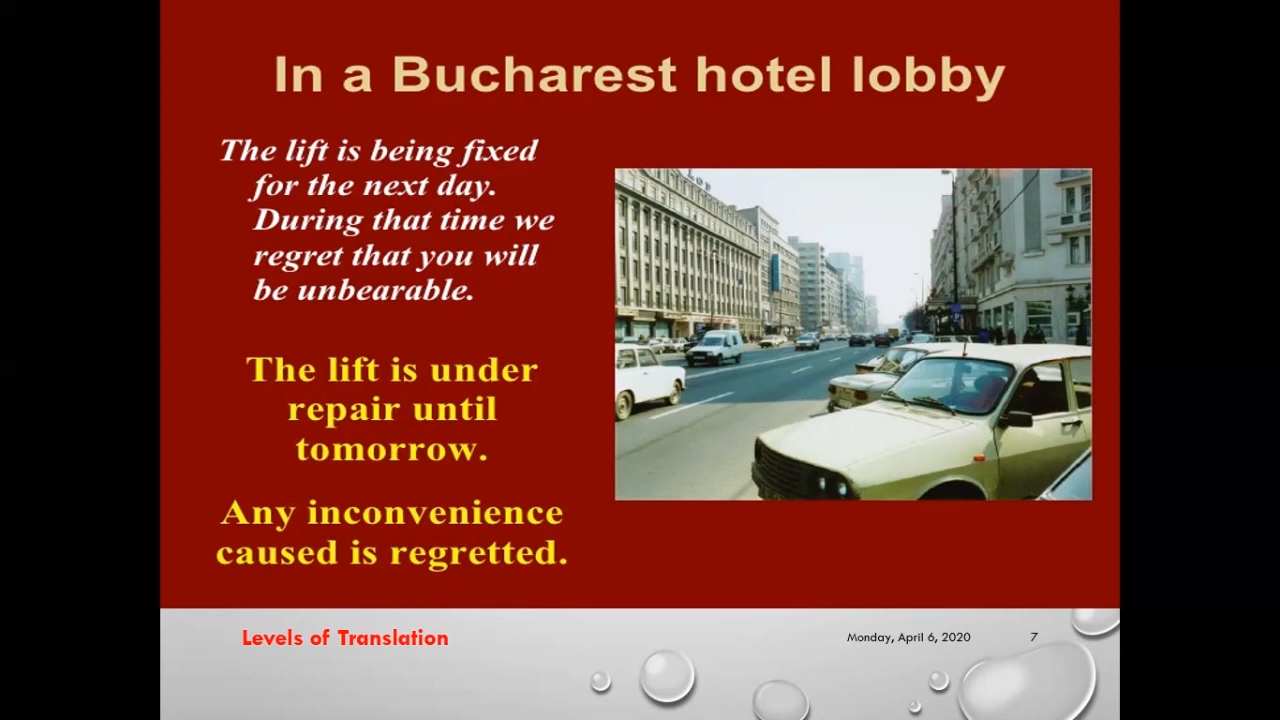 In a Bucharest hotel lobby
The lift is being fixed
for the next day.
During that time we
regret that you will
be unbearable.
The lift is under
repair until
tomorrow.
Any inconvenience
caused is regretted.
Levels of Translation
Monday, April 6, 2020
7